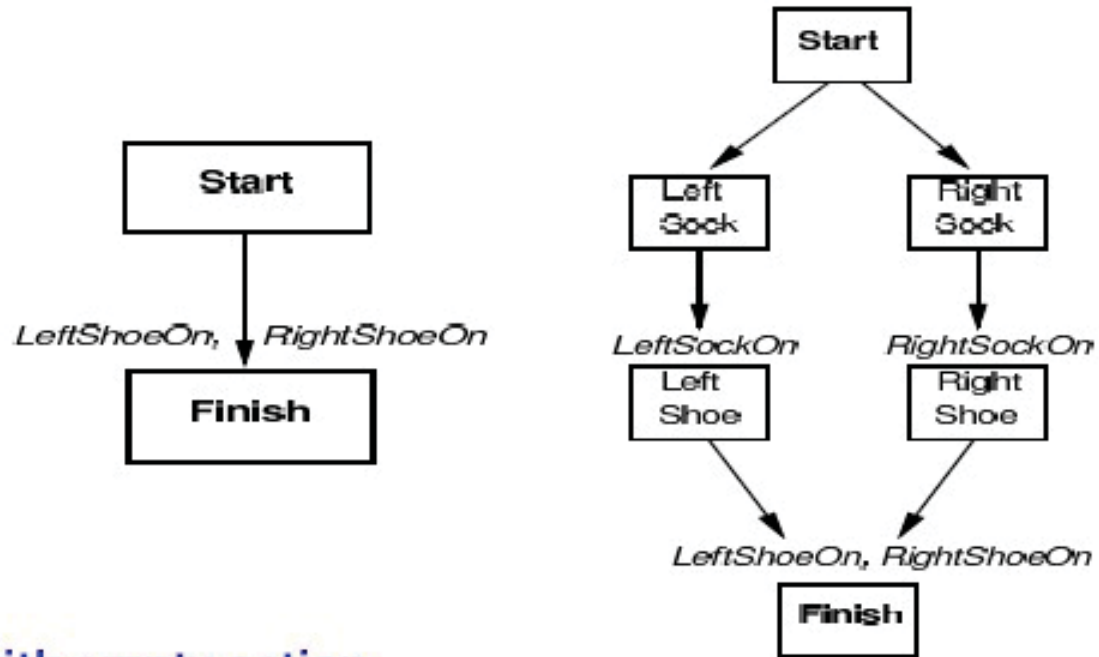 Start
LeftShoeOn, RightShoeOn
Finish
Start
Left
Sock
Right
Sock
LeftSockOn
RightSockOn
Left
Shoe
Right
Shoe
LeftShoeOn, RightShoeOn
Finish